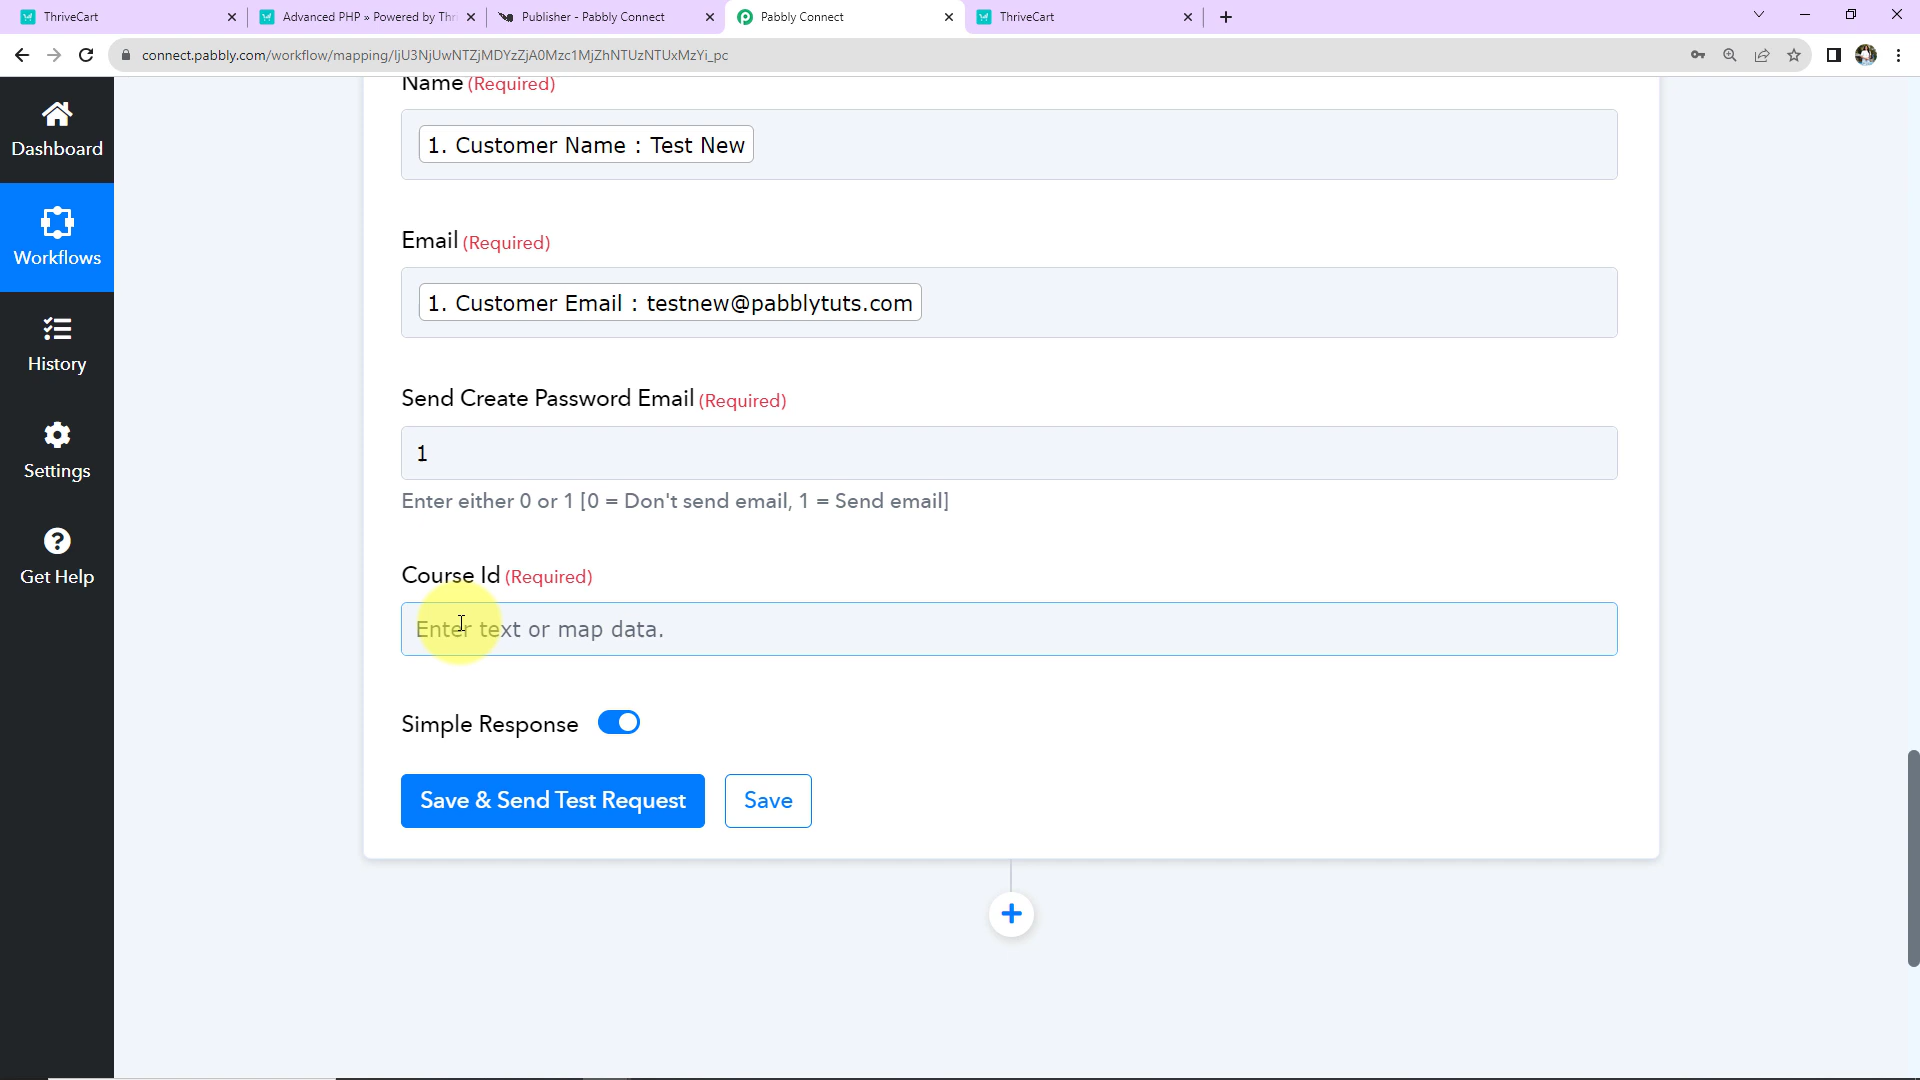 ThriveCart
Advanced PHP » Powered by Thri
Publisher - Pabbly Connect
Pabbly Connect
ThriveCart
connect.pabbly.com/workflow/mapping/IjU3NjUwNTZjMDYzZjA0Mzc1MjZhNTUzNTUxMzYi_pc
Dashboard
Workflows
History
Settings
Get Help
Name (Required)
1. Customer Name : Test New
Email (Required)
1. Customer Email : testnew@pabblytuts.com
Send Create Password Email (Required)
1
Enter either 0 or 1 [0 = Don't send email, 1 = Send email]
Course Id (Required)
Enter text or map data.
Simple Response
Save & Send Test Request
Save